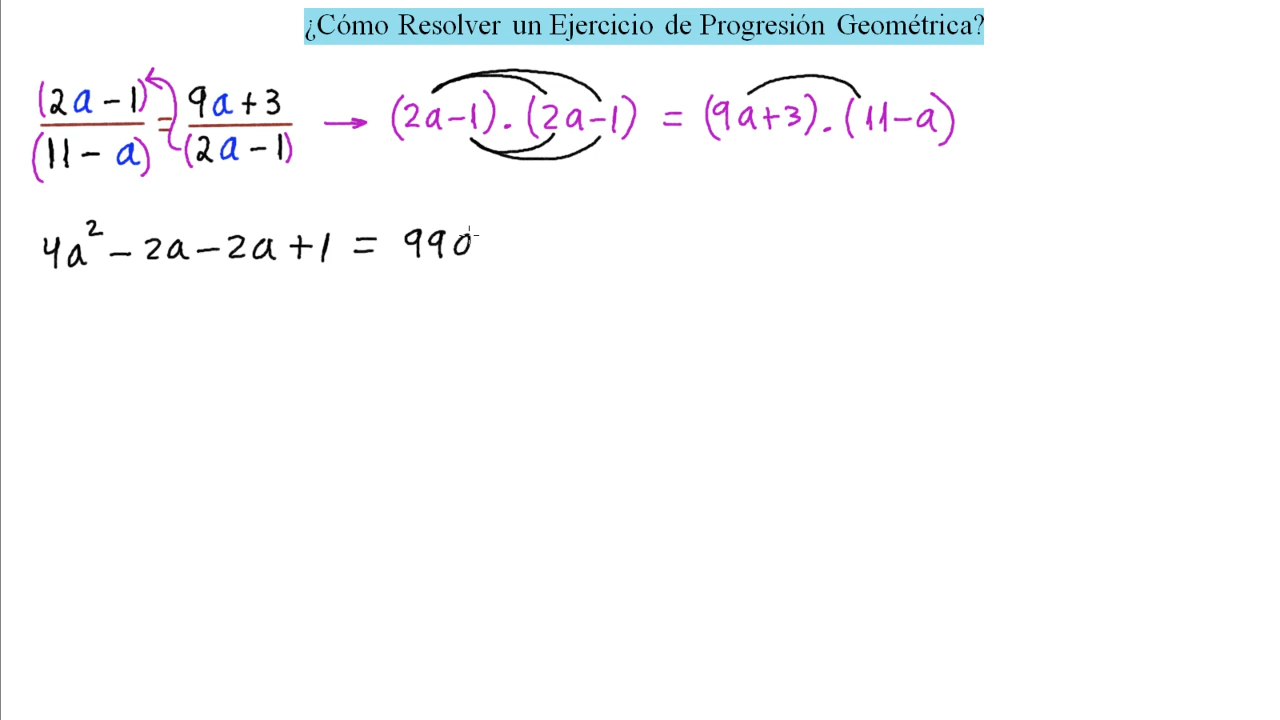 ¿Cómo Resolver un Ejercicio de Progresión Geométrica?
(2a - 1) / (11 - a) = 9a + 3 / (2a - 1) → (2a - 1) . (2a - 1) = (9a + 3) . (11 - a)
4a² - 2a - 2a + 1 = 99a